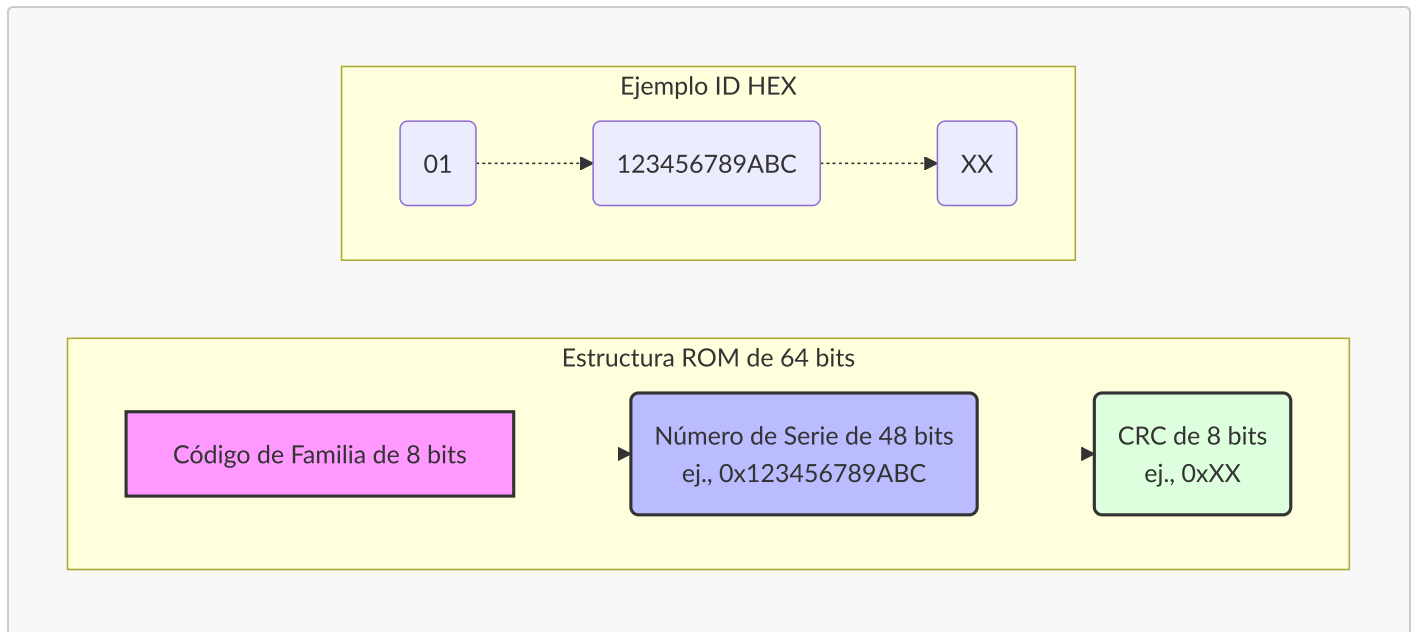 Ejemplo ID HEX
01
123456789ABC
XX
Estructura ROM de 64 bits
Código de Familia de 8 bits
Número de Serie de 48 bits
ej., 0x123456789ABC
CRC de 8 bits
ej., 0xXX